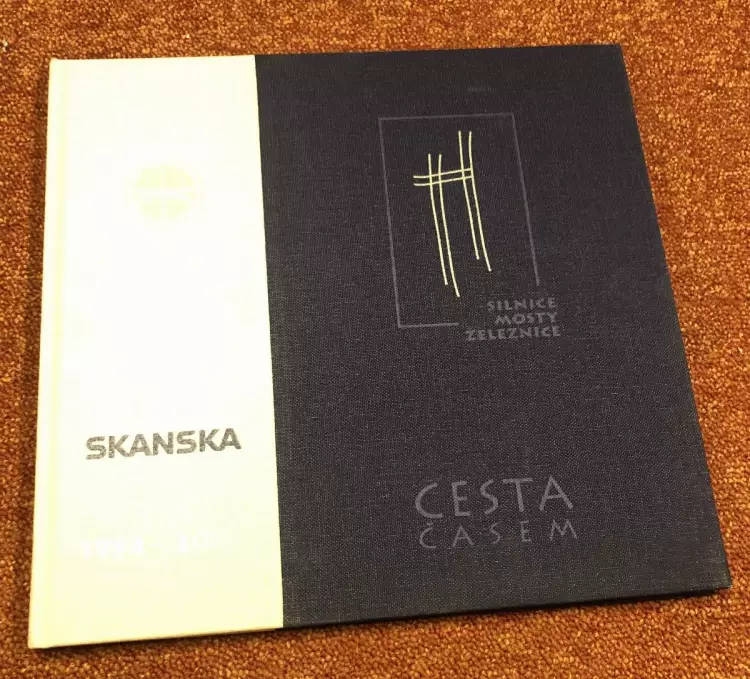 SILNICE
MOSTY
ŽELEZNICE
SKANSKA
CESTA
ČASEM